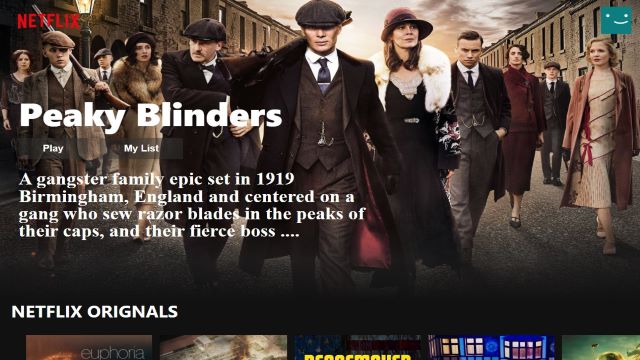 NETFLIX
Peaky Blinders
Play
My List
A gangster family epic set in 1919
Birmingham, England and centered on a
gang who sew razor blades in the peaks of
their caps, and their fierce boss ....
NETFLIX ORIGNALS
euphoria
PEACEMAKER